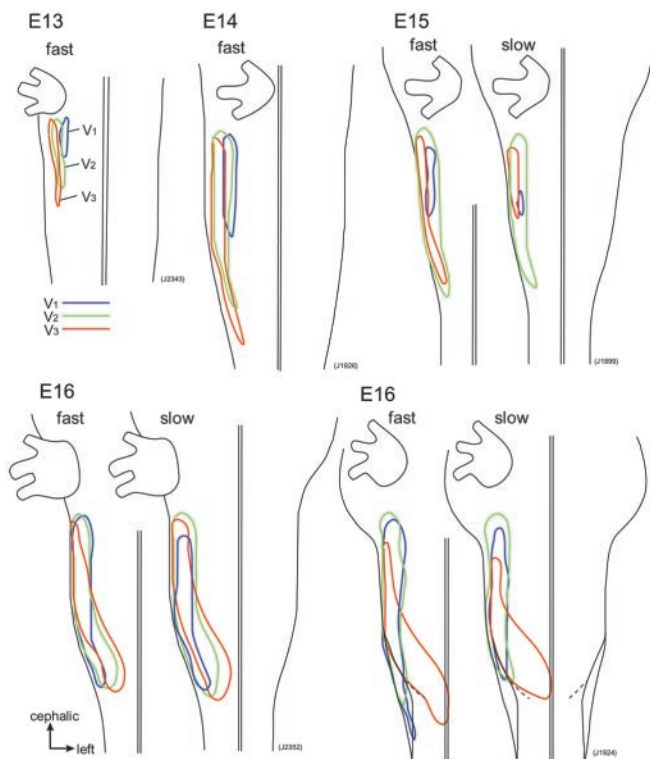 E13
fast
V1
V2
V3
(J2343)
V1
V2
V3
E14
fast
(J1926)
E15
fast
slow
(J1899)
E16
fast
slow
cephalic
left
(J2352)
E16
fast
slow
(J1924)